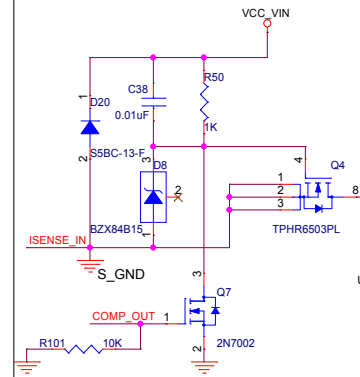 VCC_VIN
1
D20
2
S5BC-13-F
C38
0.01uF
R50
1K
3
D8
2
BZX84B15
1
4
Q4
1
2
3
8
TPHR6503PL
ISENSE_IN
S_GND
3
Q7
COMP_OUT
1
2
2N7002
R101
10K